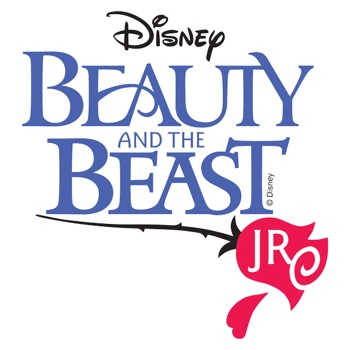 Disney
BEAUTY
AND THE
BEAST
© Disney
JR